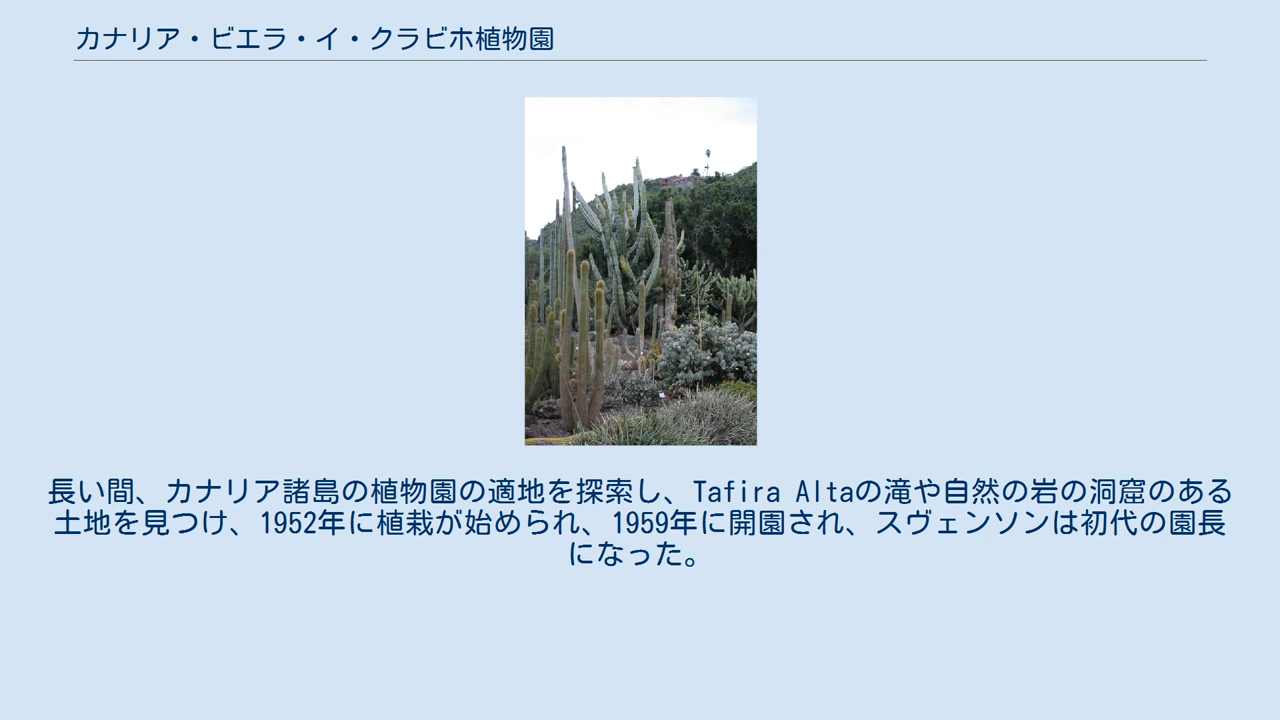 カナリア・ビエラ・イ・クラビホ植物園
長い間、カナリア諸島の植物園の適地を探索し、Tafira Altaの滝や自然の岩の洞窟のある
土地を見つけ、1952年に植栽が始められ、1959年に開園され、スヴェンソンは初代の園長
になった。